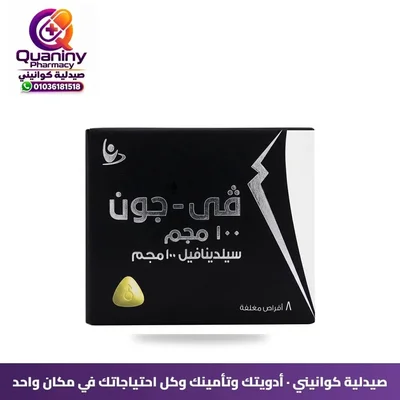 Quaniny
Pharmacy
صيدلية كوانيني
01036181518
ڤى - جون
١٠٠ مجم
سيلدينافيل ١٠٠ مجم
٨ أقراص مغلفة
صيدلية كوانيني - أدويتك وتأمينك وكل احتياجاتك في مكان واحد